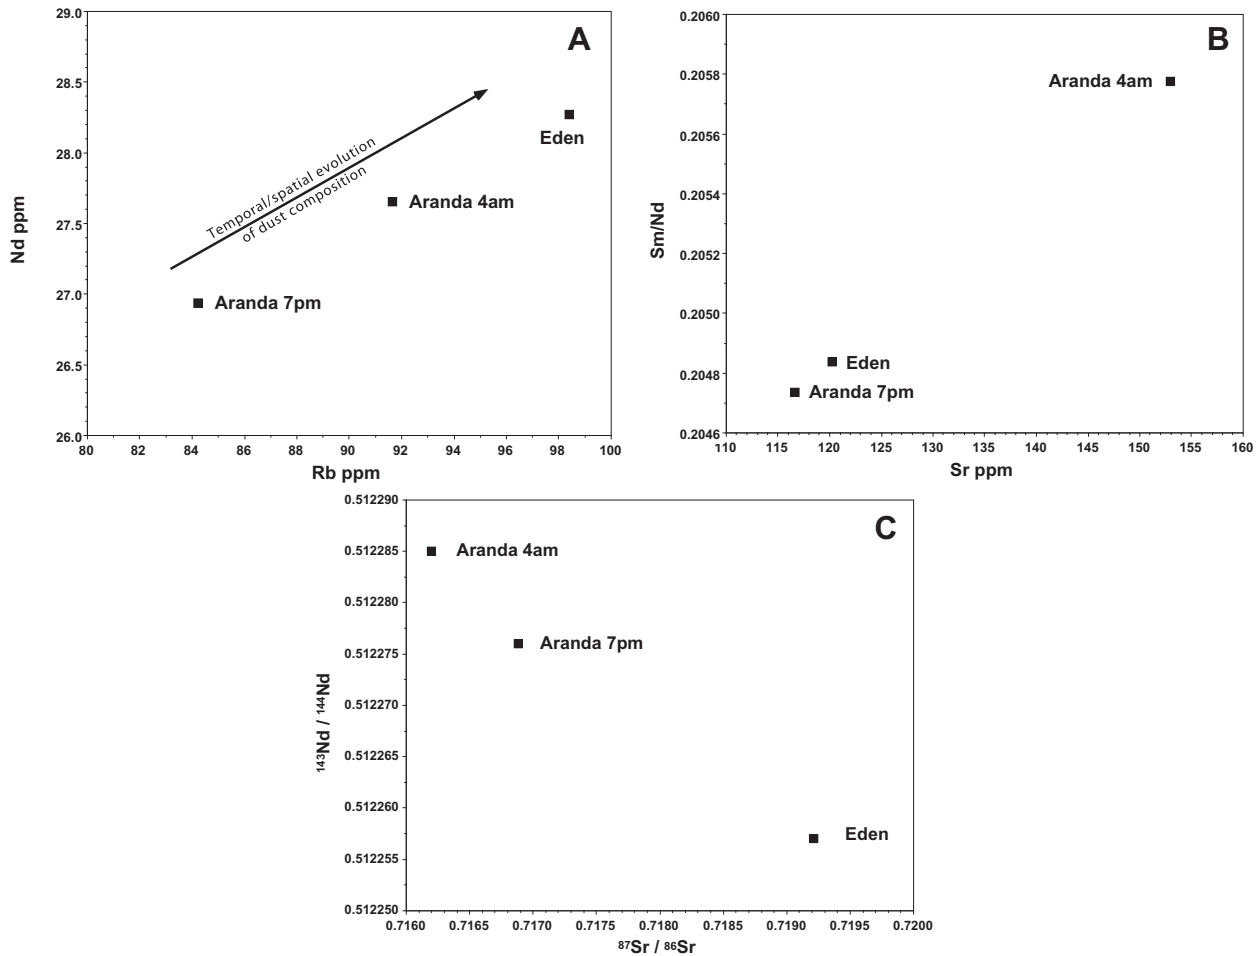 29.0
28.5
28.0
27.5
27.0
26.5
26.0
Nd ppm
A
Temporal/spatial evolution
of dust composition
Eden
Aranda 4am
Aranda 7pm
80 82 84 86 88 90 92 94 96 98 100
Rb ppm
0.2060
0.2058
0.2056
0.2054
0.2052
0.2050
0.2048
0.2046
Sm/Nd
B
Aranda 4am
Eden
Aranda 7pm
110 115 120 125 130 135 140 145 150 155 160
Sr ppm
0.512290
0.512285
0.512280
0.512275
0.512270
0.512265
0.512260
0.512255
0.512250
¹⁴³Nd / ¹⁴⁴Nd
C
Aranda 4am
Aranda 7pm
Eden
0.7160 0.7165 0.7170 0.7175 0.7180 0.7185 0.7190 0.7195 0.7200
⁸⁷Sr / ⁸⁶Sr